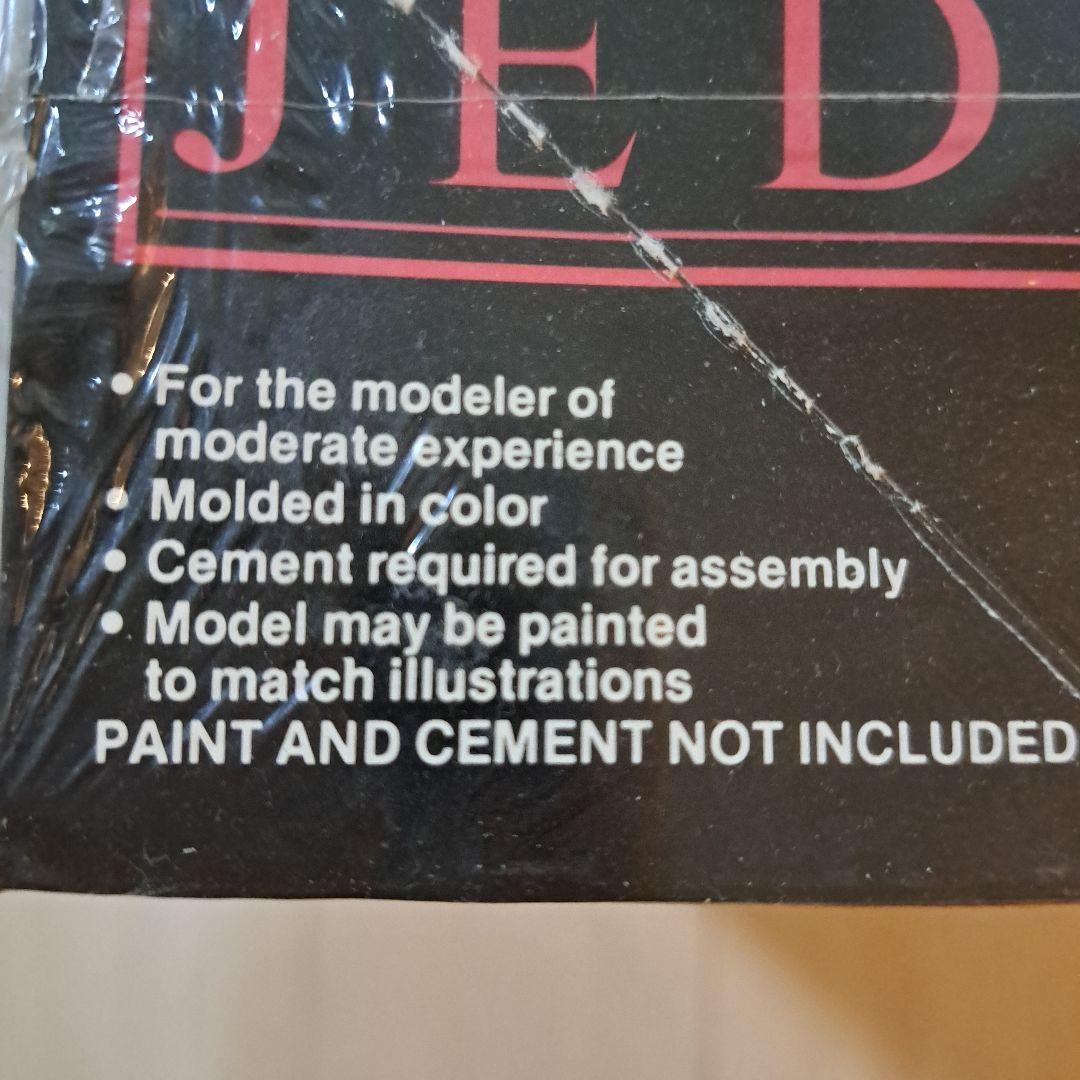 JED
• For the modeler of
moderate experience
• Molded in color
• Cement required for assembly
• Model may be painted
to match illustrations
PAINT AND CEMENT NOT INCLUDED